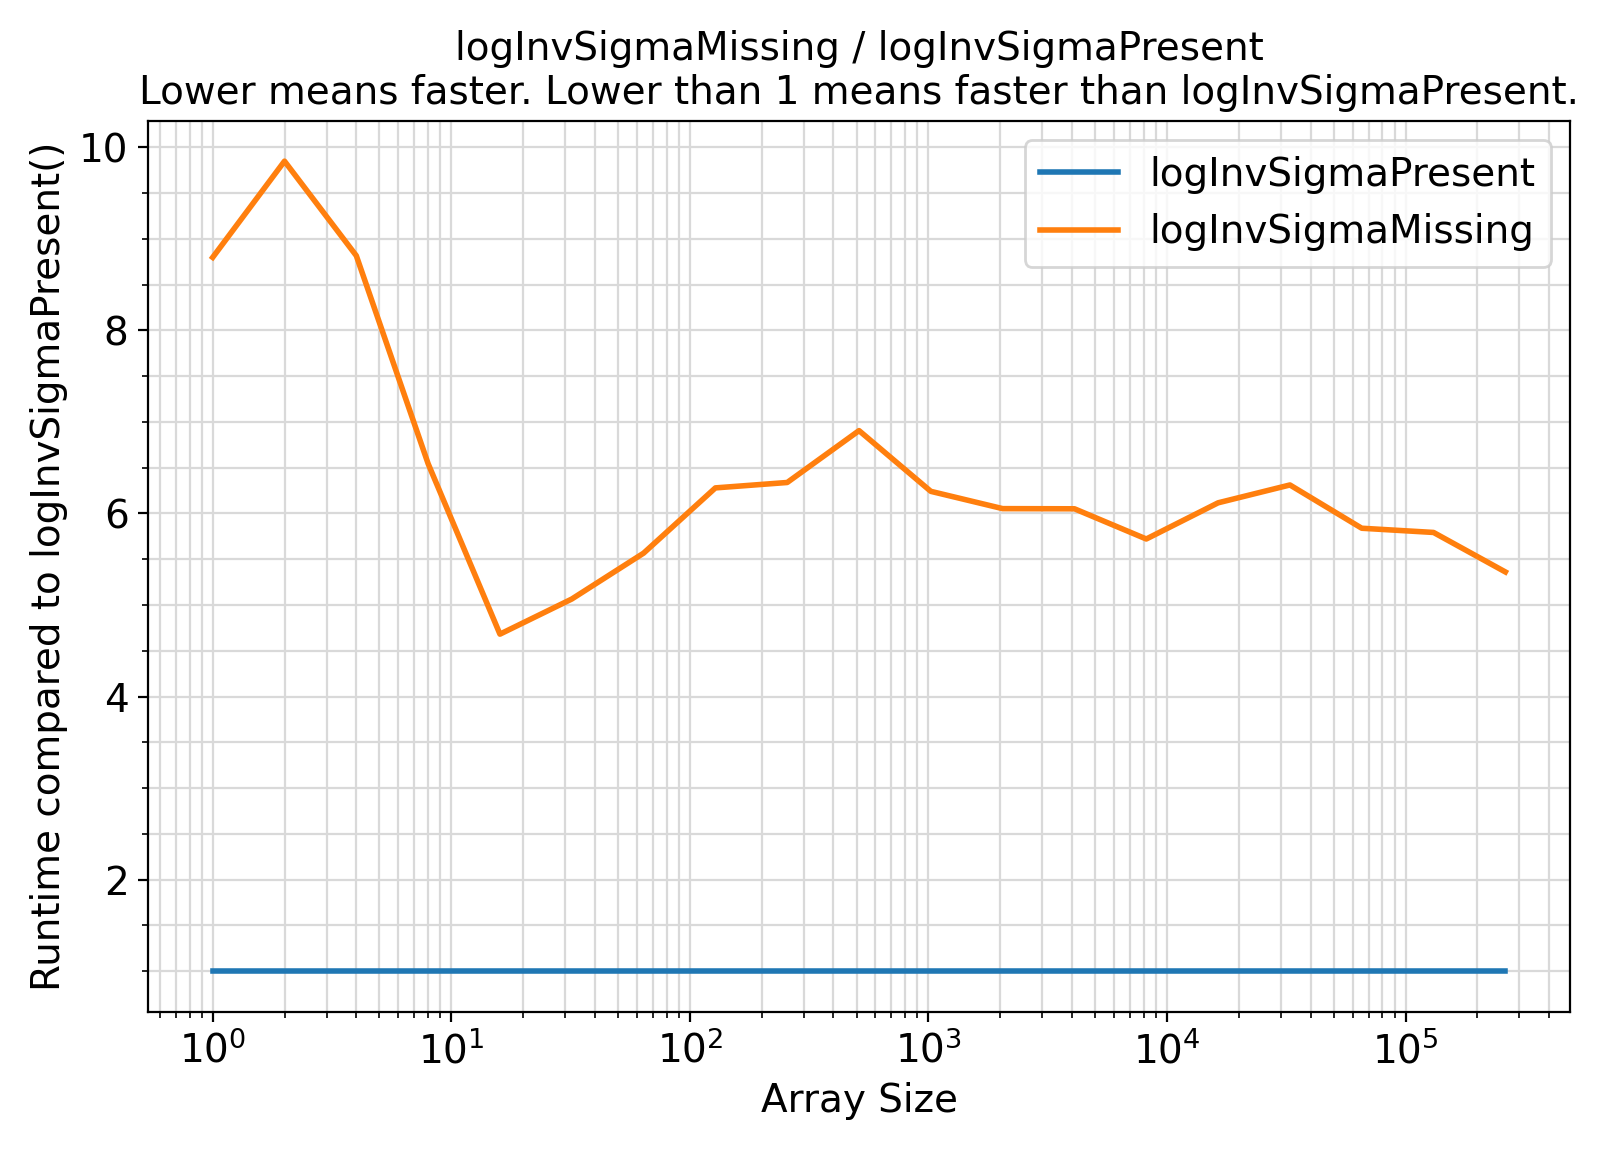 logInvSigmaMissing / logInvSigmaPresent
Lower means faster. Lower than 1 means faster than logInvSigmaPresent.
Runtime compared to logInvSigmaPresent()
10
8
6
4
2
logInvSigmaPresent
logInvSigmaMissing
10⁰ 10¹ 10² 10³ 10⁴ 10⁵
Array Size